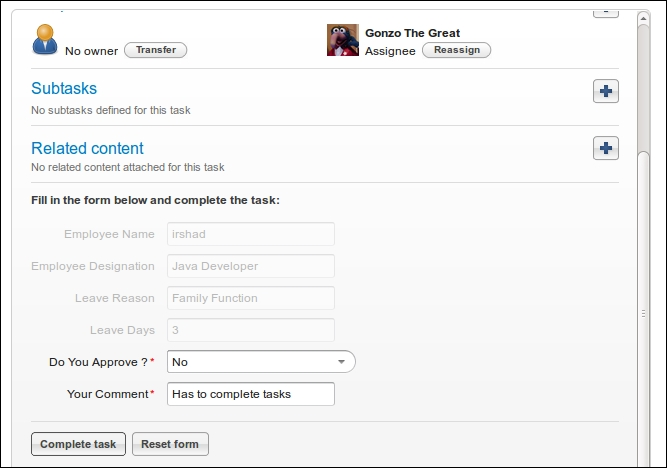 Gonzo The Great
No owner Transfer Assignee Reassign
Subtasks
No subtasks defined for this task
Related content
No related content attached for this task
Fill in the form below and complete the task:
Employee Name irshad
Employee Designation Java Developer
Leave Reason Family Function
Leave Days 3
Do You Approve ? * No
Your Comment * Has to complete tasks
Complete task Reset form